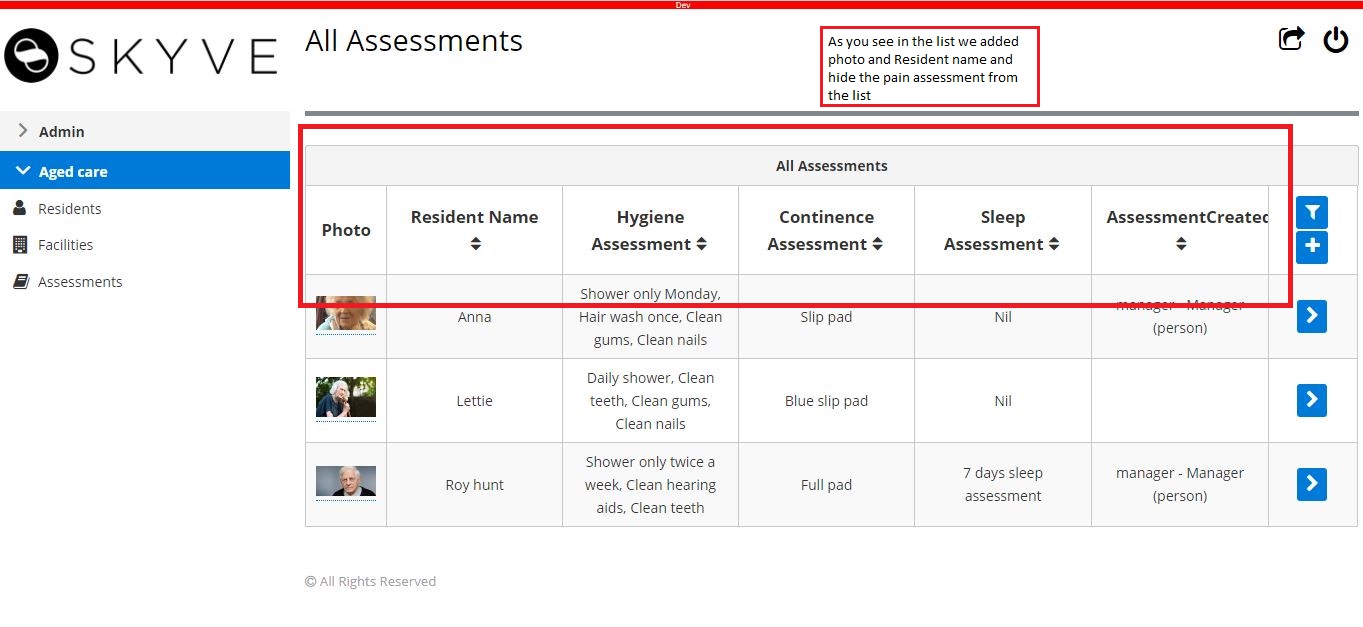 Dev
SKYVE
All Assessments
As you see in the list we added
photo and Resident name and
hide the pain assessment from
the list
Admin
Aged care
Residents
Facilities
Assessments
All Assessments
Photo
Resident Name
Hygiene
Assessment
Continence
Assessment
Sleep
Assessment
AssessmentCreated
Anna
Shower only Monday,
Hair wash once, Clean
gums, Clean nails
Slip pad
Nil
manager - Manager
(person)
Lettie
Daily shower, Clean
teeth, Clean gums,
Clean nails
Blue slip pad
Nil
Roy hunt
Shower only twice a
week, Clean hearing
aids, Clean teeth
Full pad
7 days sleep
assessment
manager - Manager
(person)
© All Rights Reserved